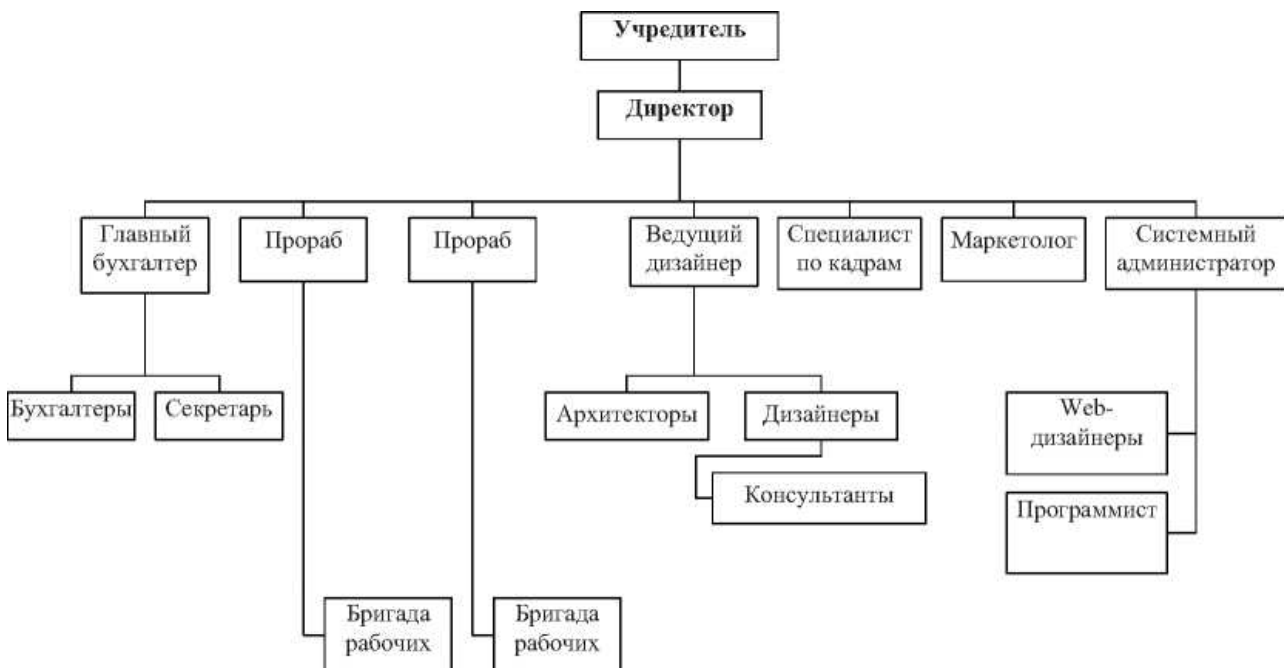 Учредитель
Директор
Главный
бухгалтер
Прораб
Прораб
Ведущий
дизайнер
Специалист
по кадрам
Маркетолог
Системный
администратор
Бухгалтеры
Секретарь
Архитекторы
Дизайнеры
Консультанты
Web-
дизайнеры
Программист
Бригада
рабочих
Бригада
рабочих